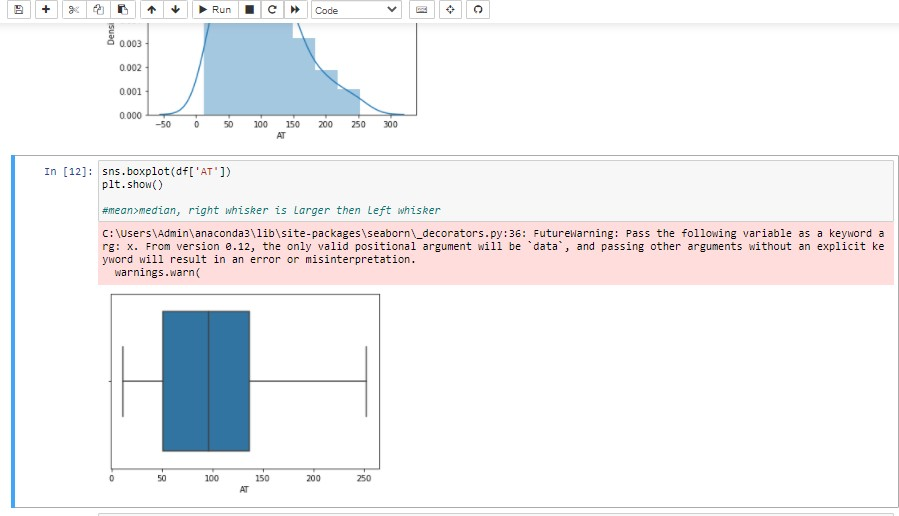 Run
Code
Densi
0.003
0.002
0.001
0.000
-50 0 50 100 150 200 250 300
AT
In [12]: sns.boxplot(df['AT'])
plt.show()
#mean>median, right whisker is larger then left whisker
C:\Users\Admin\anaconda3\lib\site-packages\seaborn\_decorators.py:36: FutureWarning: Pass the following variable as a keyword a
rg: x. From version 0.12, the only valid positional argument will be `data`, and passing other arguments without an explicit ke
yword will result in an error or misinterpretation.
warnings.warn(
0 50 100 150 200 250
AT